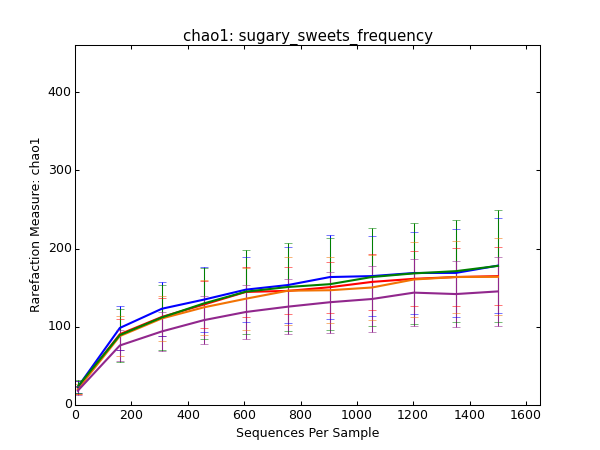 chao1: sugary_sweets_frequency
Rarefaction Measure: chao1
400
300
200
100
0
0 200 400 600 800 1000 1200 1400 1600
Sequences Per Sample